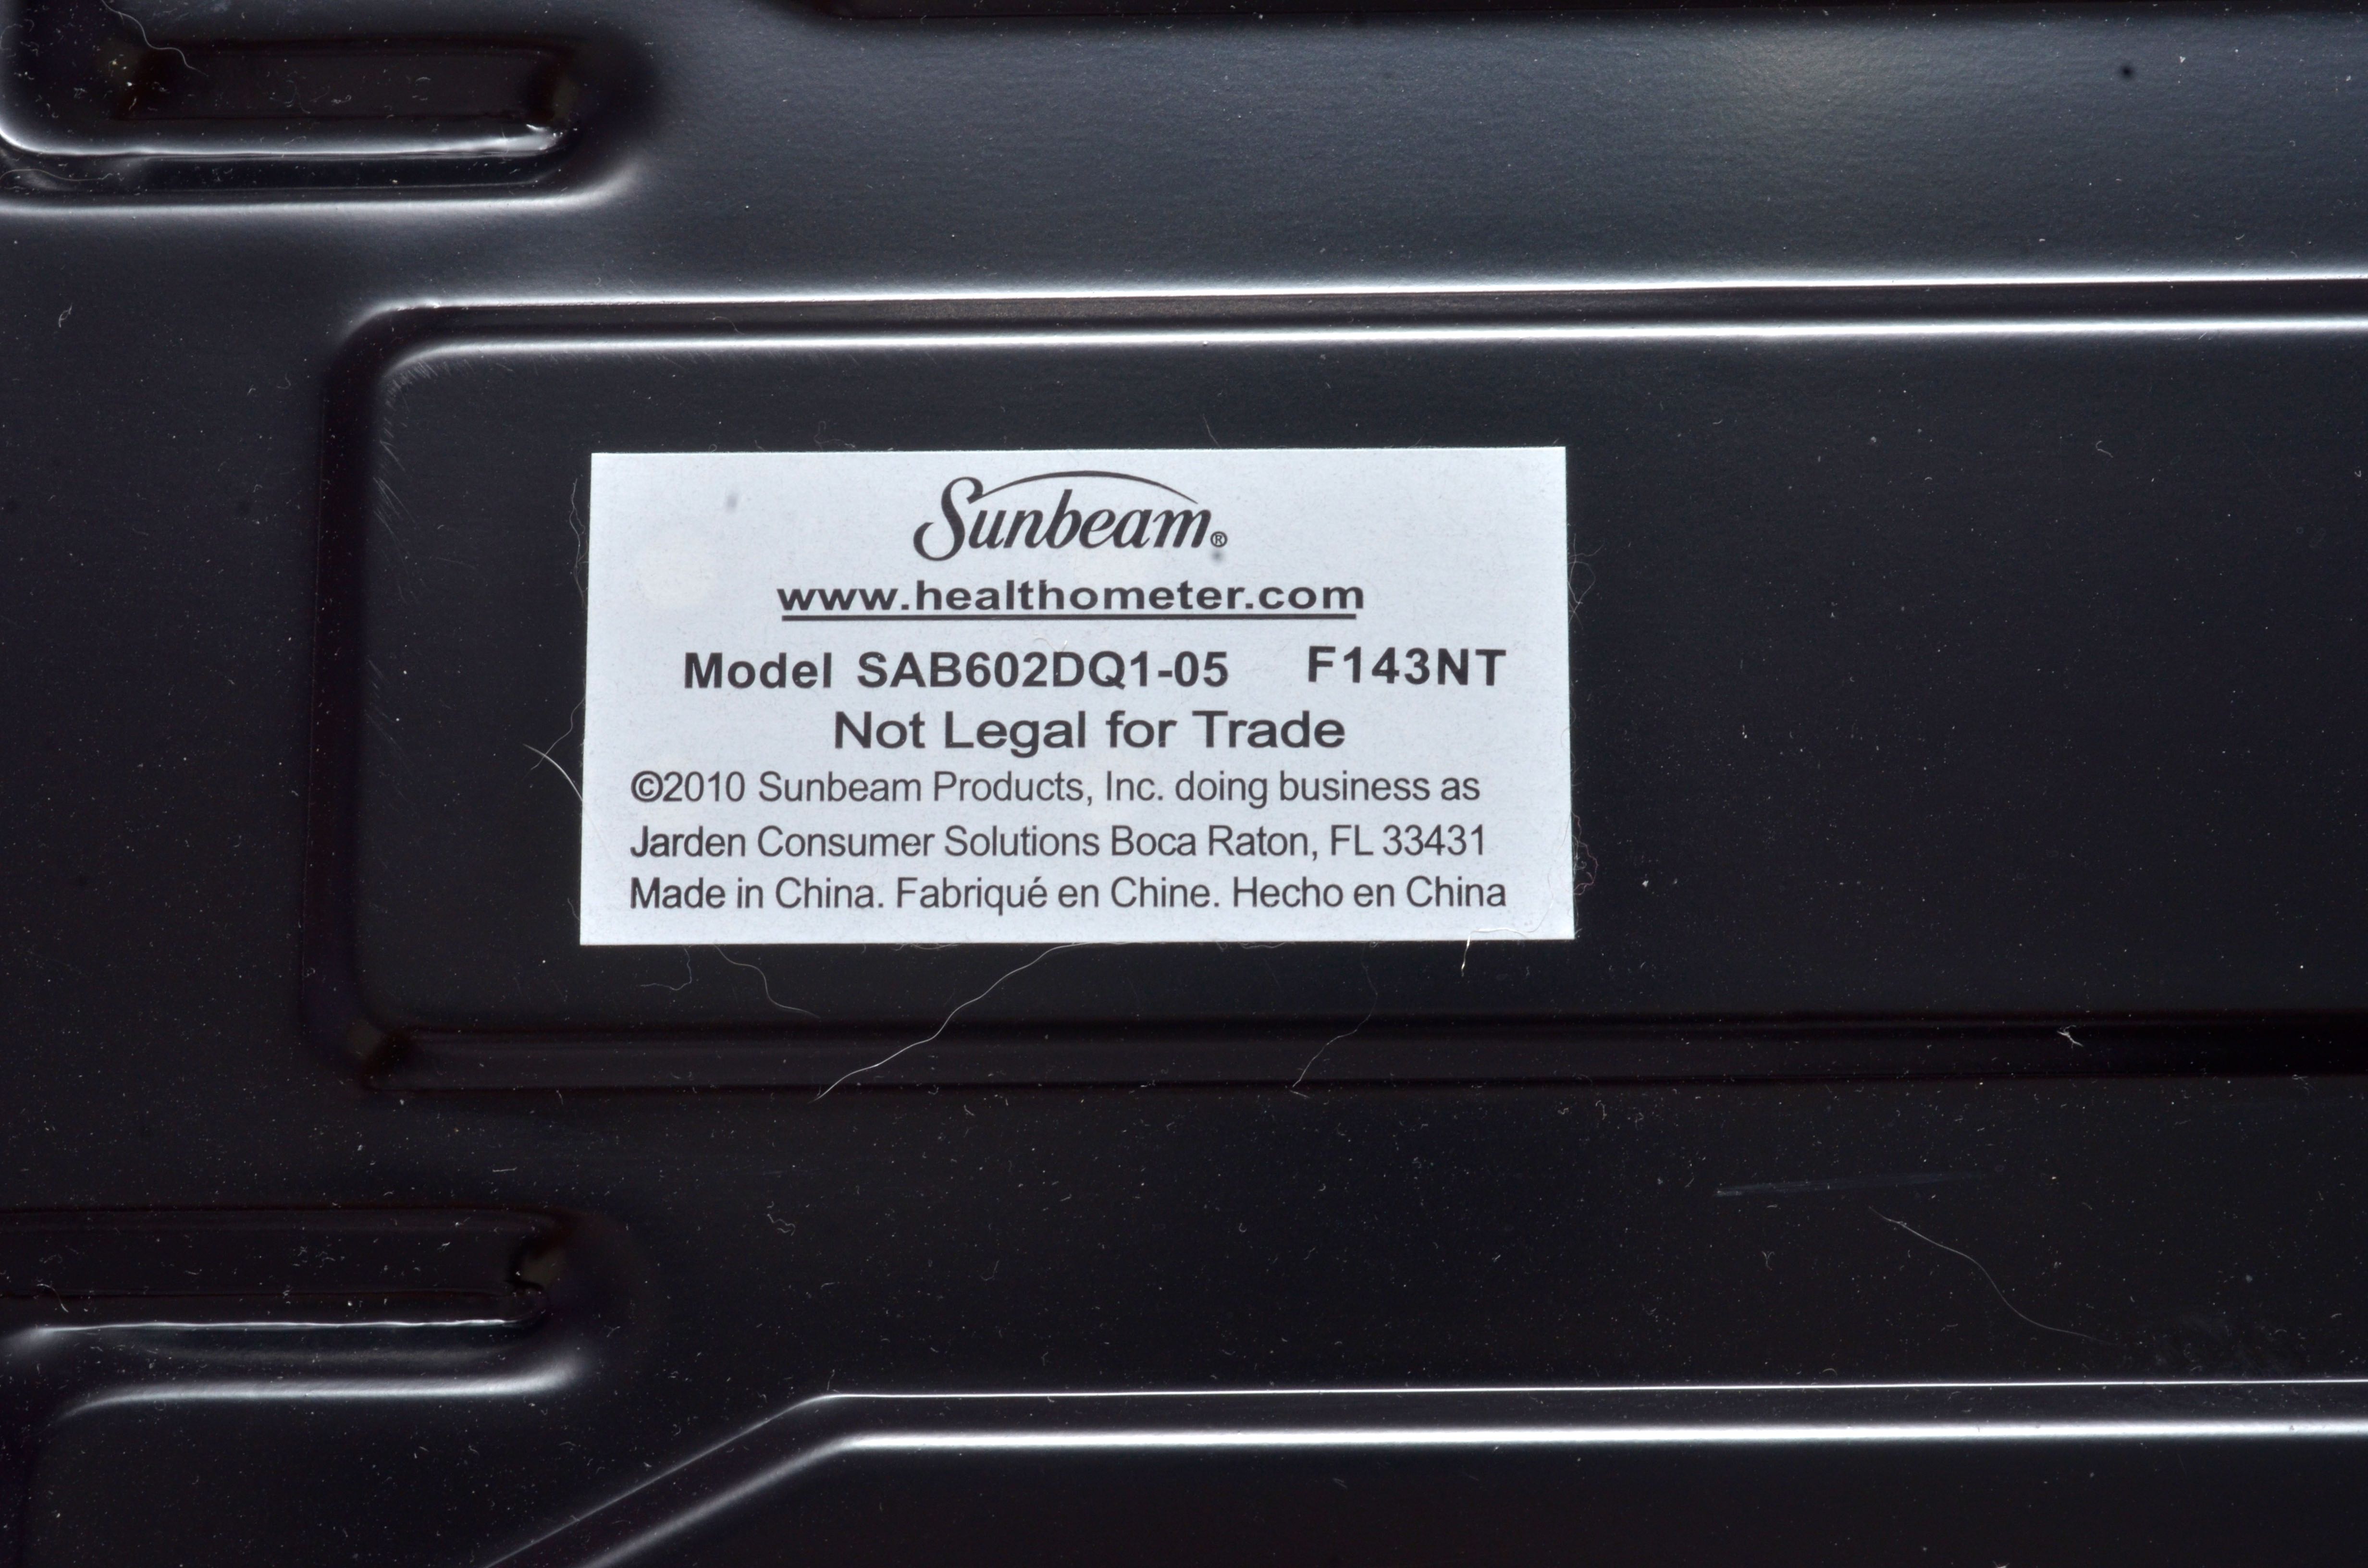 Sunbeam®
www.healthometer.com
Model SAB602DQ1-05 F143NT
Not Legal for Trade
©2010 Sunbeam Products, Inc. doing business as
Jarden Consumer Solutions Boca Raton, FL 33431
Made in China. Fabriqué en Chine. Hecho en China